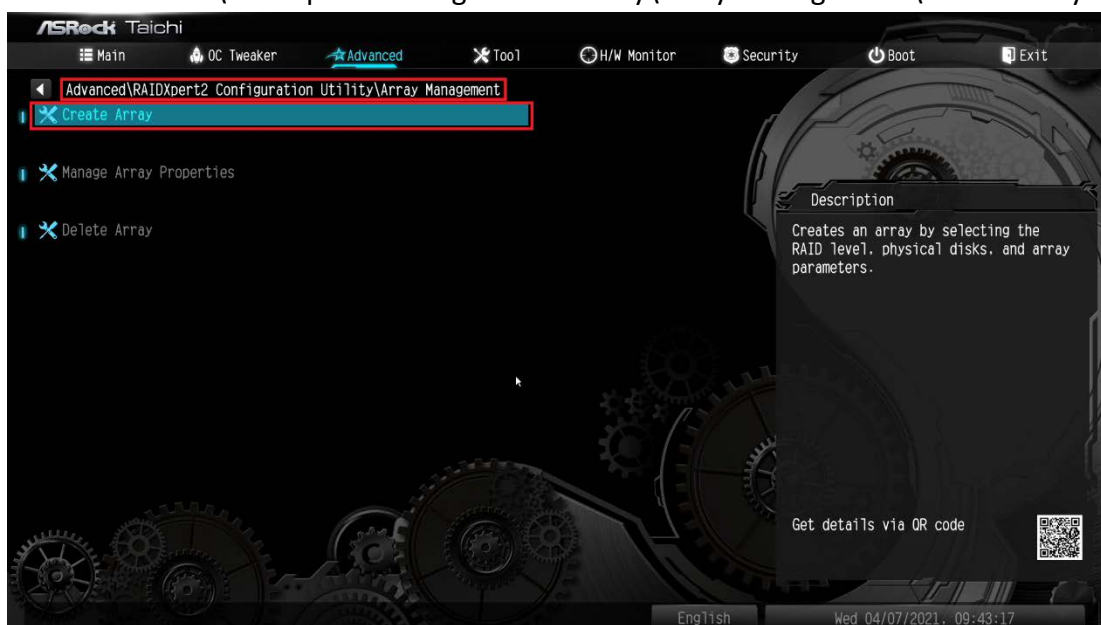 ASRock Taichi
Main OC Tweaker Advanced Tool H/W Monitor Security Boot Exit
Advanced\RAIDXpert2 Configuration Utility\Array Management
Create Array
Manage Array Properties
Delete Array
Description
Creates an array by selecting the
RAID level, physical disks, and array
parameters.
Get details via QR code
English Wed 04/07/2021, 09:43:17